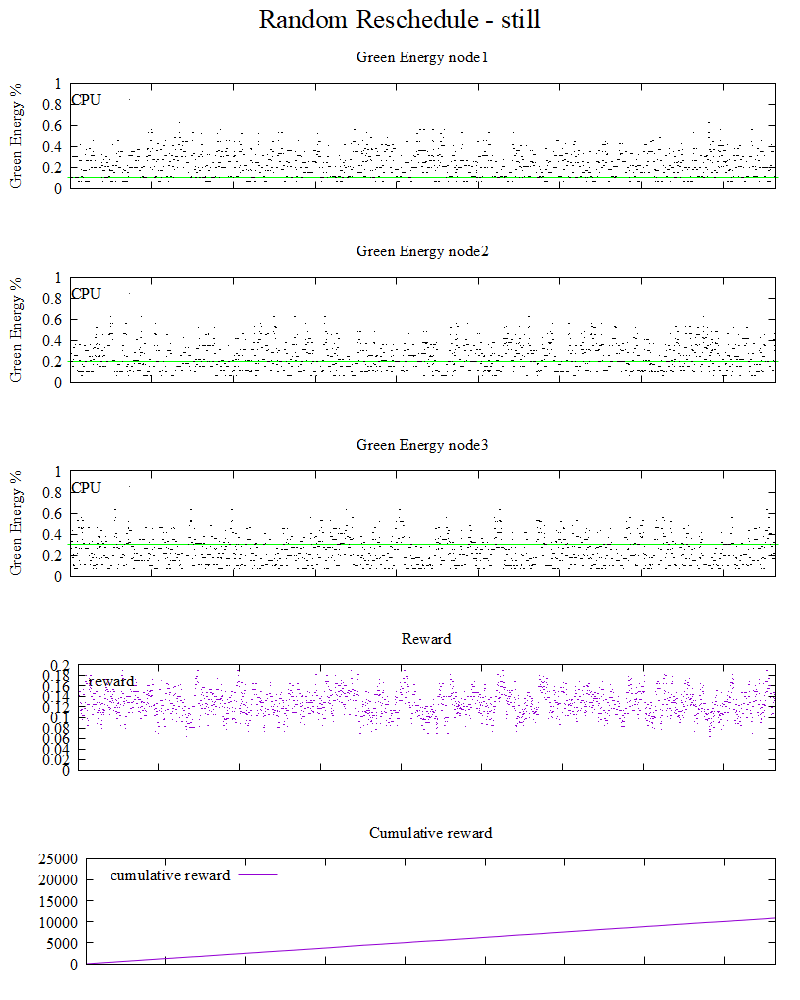 Random Reschedule - still
Green Energy node1
Green Energy %
1
0.8
0.6
0.4
0.2
0
CPU
Green Energy node2
Green Energy %
1
0.8
0.6
0.4
0.2
0
CPU
Green Energy node3
Green Energy %
1
0.8
0.6
0.4
0.2
0
CPU
Reward
0.2
0.18
0.16
0.14
0.12
0.1
0.08
0.06
0.04
0.02
0
reward
Cumulative reward
25000
20000
15000
10000
5000
0
cumulative reward